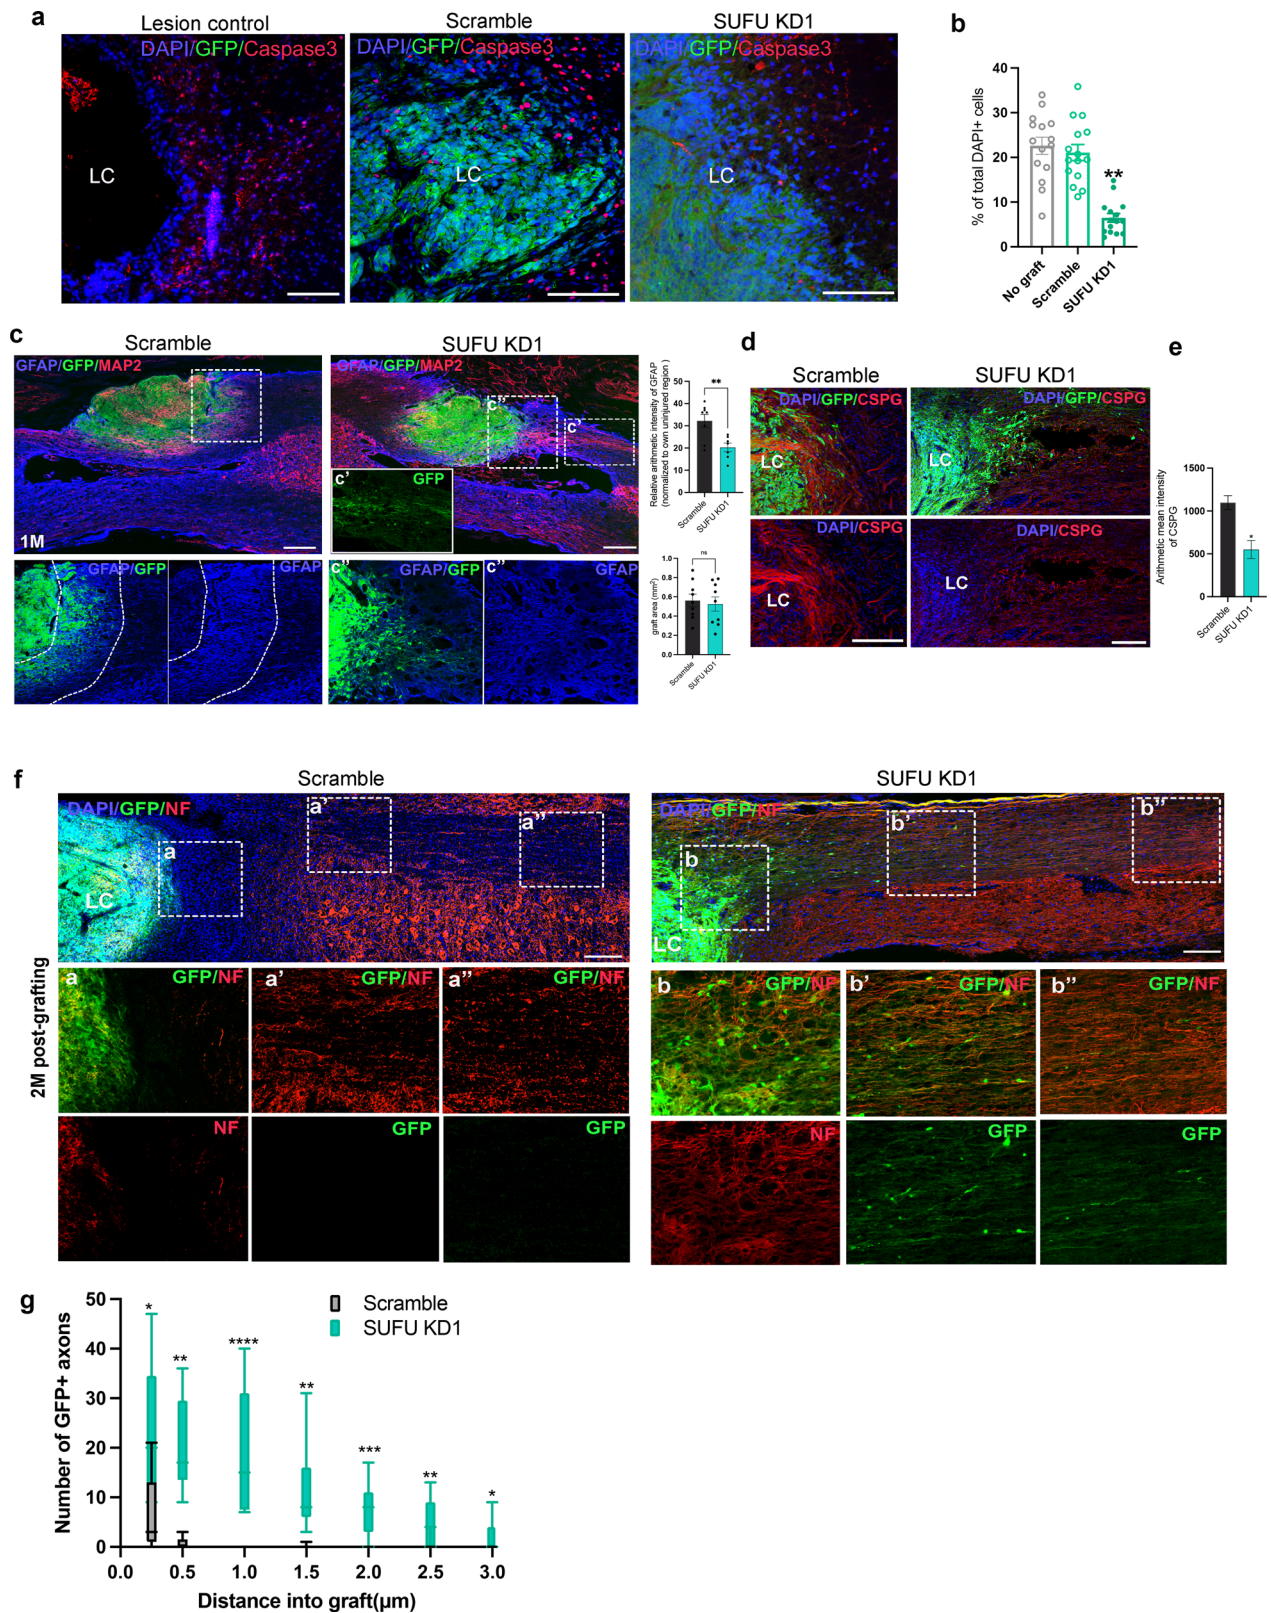 a
Lesion control
Scramble
SUFU KD1
DAPI/GFP/Caspase3
DAPI/GFP/Caspase3
DAPI/GFP/Caspase3
LC
LC
LC
b
% of total DAPI+ cells
40
30
20
10
0
**
No graft
Scramble
SUFU KD1
c
Scramble
SUFU KD1
GFAP/GFP/MAP2
GFAP/GFP/MAP2
1M
c''
c'
c'
GFP
GFAP/GFP
GFAP
c''
GFAP/GFP
c''
GFAP
Relative arithmetic intensity of GFAP
(normalized to own uninjured region)
50
40
30
20
10
0
**
Scramble
SUFU KD1
graft area (mm²)
1.0
0.8
0.6
0.4
0.2
0.0
ns
Scramble
SUFU KD1
d
Scramble
SUFU KD1
DAPI/GFP/CSPG
DAPI/GFP/CSPG
LC
LC
DAPI/CSPG
DAPI/CSPG
LC
LC
e
Arithmetic mean intensity
of CSPG
1500
1000
500
0
*
Scramble
SUFU KD1
f
Scramble
SUFU KD1
2M post-grafting
DAPI/GFP/NF
a
a'
a''
LC
DAPI/GFP/NF
b
b'
b''
LC
a
GFP/NF
a'
GFP/NF
a''
GFP/NF
b
GFP/NF
b'
GFP/NF
b''
GFP/NF
NF
GFP
GFP
NF
GFP
GFP
g
Number of GFP+ axons
50
40
30
20
10
0
Scramble
SUFU KD1
*
**
****
**
***
**
*
0.0
0.5
1.0
1.5
2.0
2.5
3.0
Distance into graft(μm)